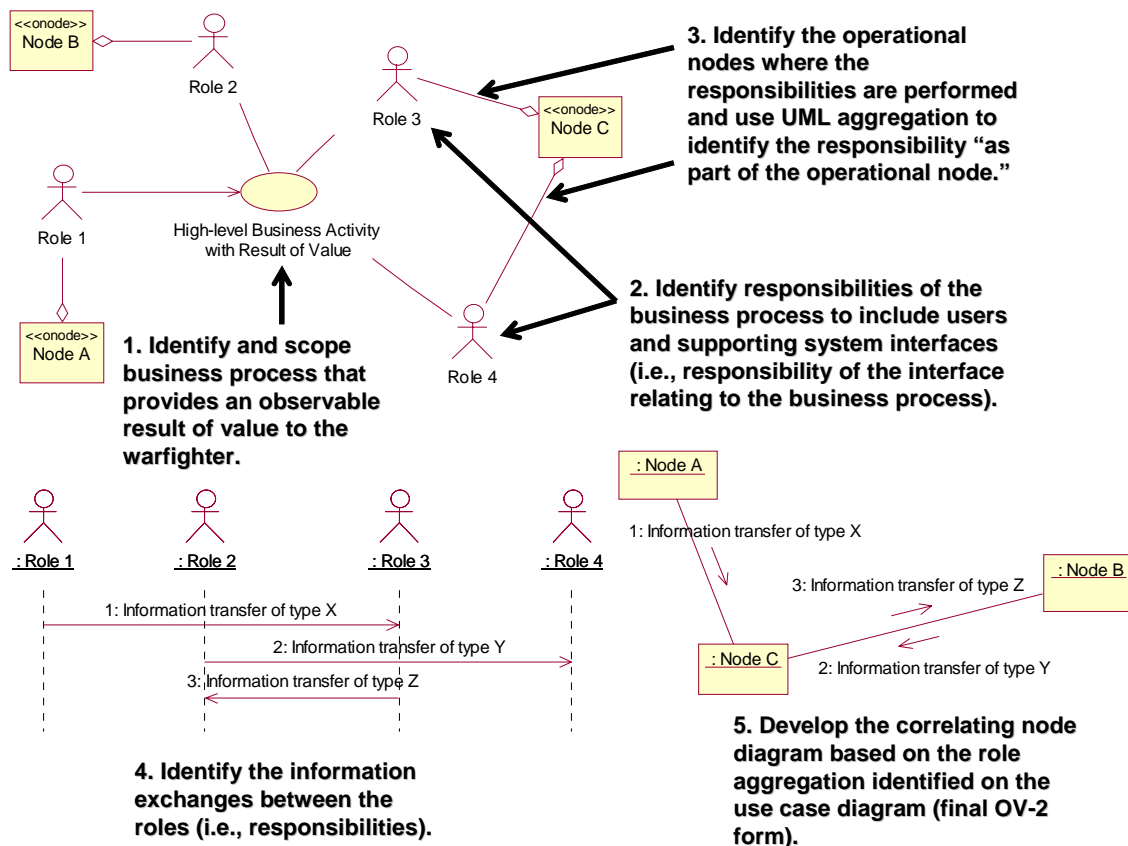 <<onode>>
Node B
Role 2
Role 3
<<onode>>
Node C
3. Identify the operational
nodes where the
responsibilities are performed
and use UML aggregation to
identify the responsibility “as
part of the operational node.”
Role 1
High-level Business Activity
with Result of Value
<<onode>>
Node A
Role 4
1. Identify and scope
business process that
provides an observable
result of value to the
warfighter.
2. Identify responsibilities of the
business process to include users
and supporting system interfaces
(i.e., responsibility of the interface
relating to the business process).
: Role 1
: Role 2
: Role 3
: Role 4
1: Information transfer of type X
2: Information transfer of type Y
3: Information transfer of type Z
4. Identify the information
exchanges between the
roles (i.e., responsibilities).
: Node A
1: Information transfer of type X
: Node B
3: Information transfer of type Z
: Node C
2: Information transfer of type Y
5. Develop the correlating node
diagram based on the role
aggregation identified on the
use case diagram (final OV-2
form).